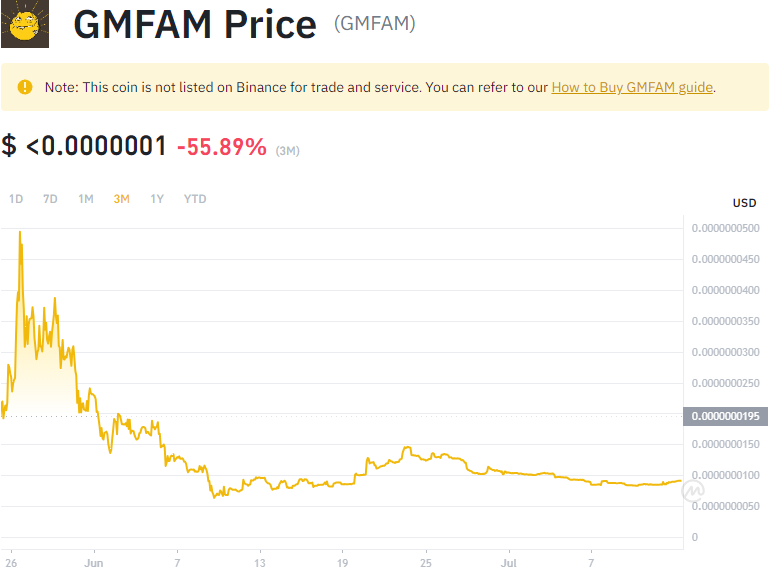 GMFAM Price (GMFAM)
Note: This coin is not listed on Binance for trade and service. You can refer to our How to Buy GMFAM guide.
$ <0.0000001 -55.89% (3M)
1D 7D 1M 3M 1Y YTD
USD
0.0000000500
0.0000000450
0.0000000400
0.0000000350
0.0000000300
0.0000000250
0.0000000195
0.0000000150
0.0000000100
0.0000000050
0
26 Jun 7 13 19 25 Jul 7